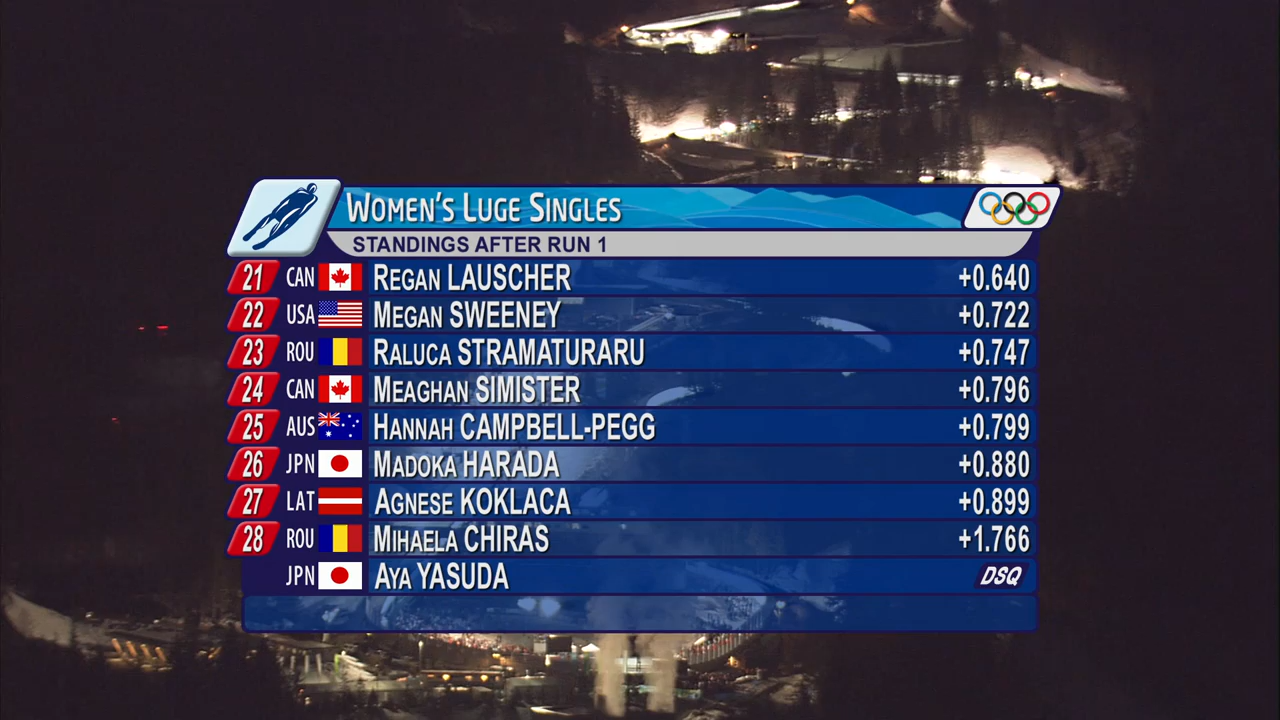 Women's Luge Singles
STANDINGS AFTER RUN 1
21 CAN Regan LAUSCHER +0.640
22 USA Megan SWEENEY +0.722
23 ROU Raluca STRAMATURARU +0.747
24 CAN Meaghan SIMISTER +0.796
25 AUS Hannah CAMPBELL-PEGG +0.799
26 JPN Madoka HARADA +0.880
27 LAT Agnese KOKLACA +0.899
28 ROU Mihaela CHIRAS +1.766
JPN Aya YASUDA DSQ